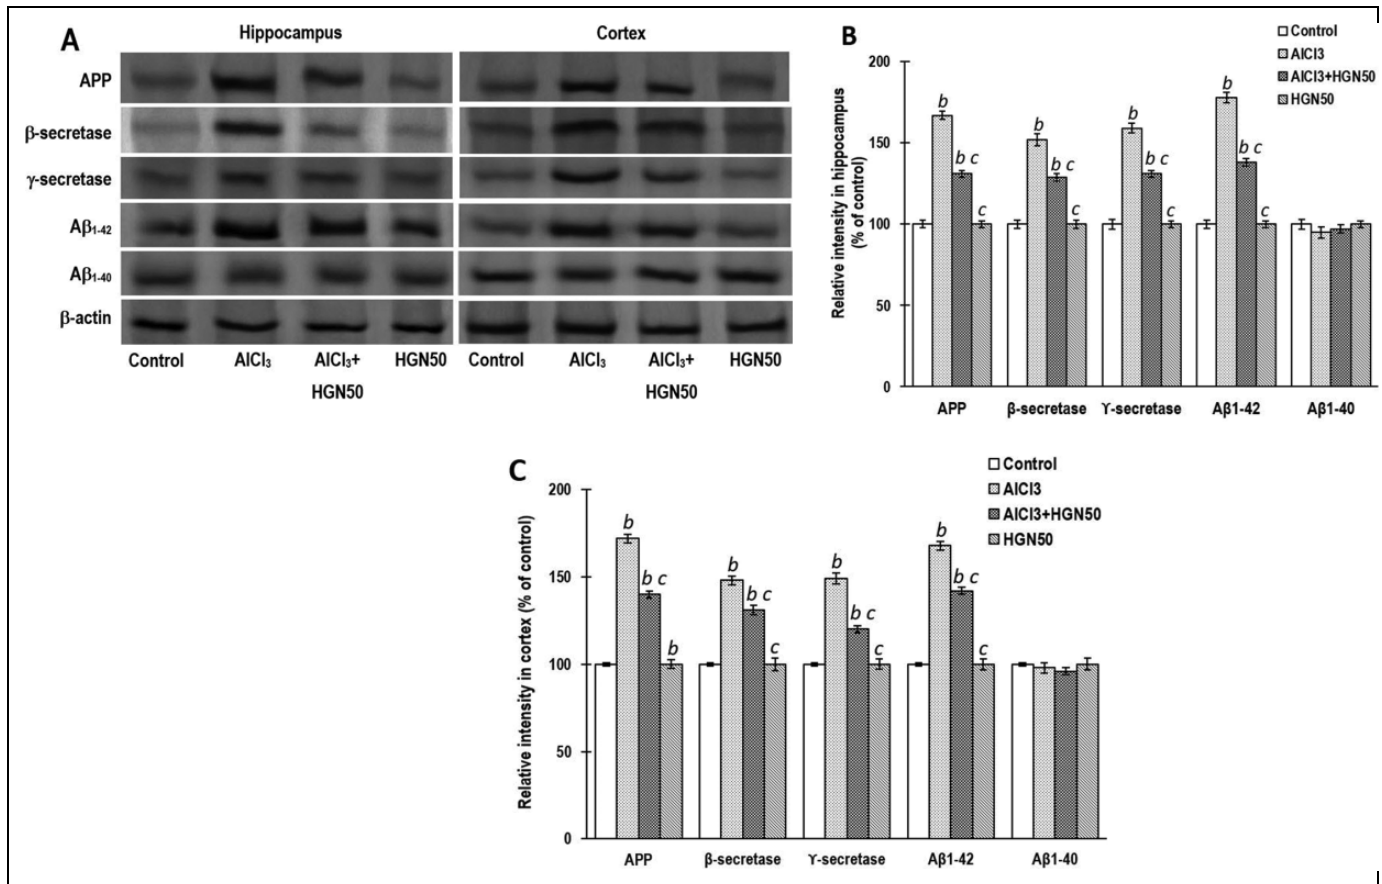 A
Hippocampus
Cortex
APP
β-secretase
γ-secretase
Aβ1-42
Aβ1-40
β-actin
Control
AlCl3
AlCl3+
HGN50
HGN50
Control
AlCl3
AlCl3+
HGN50
HGN50
B
Control
AlCl3
AlCl3+HGN50
HGN50
Relative intensity in hippocampus
(% of control)
200
150
100
50
0
b
b c
c
b
b c
c
b
b c
c
b
b c
c
APP
β-secretase
ϒ-secretase
Aβ1-42
Aβ1-40
C
Control
AlCl3
AlCl3+HGN50
HGN50
Relative intensity in cortex (% of control)
200
150
100
50
0
b
b c
b
b
b c
c
b
b c
c
b
b c
c
APP
β-secretase
ϒ-secretase
Aβ1-42
Aβ1-40